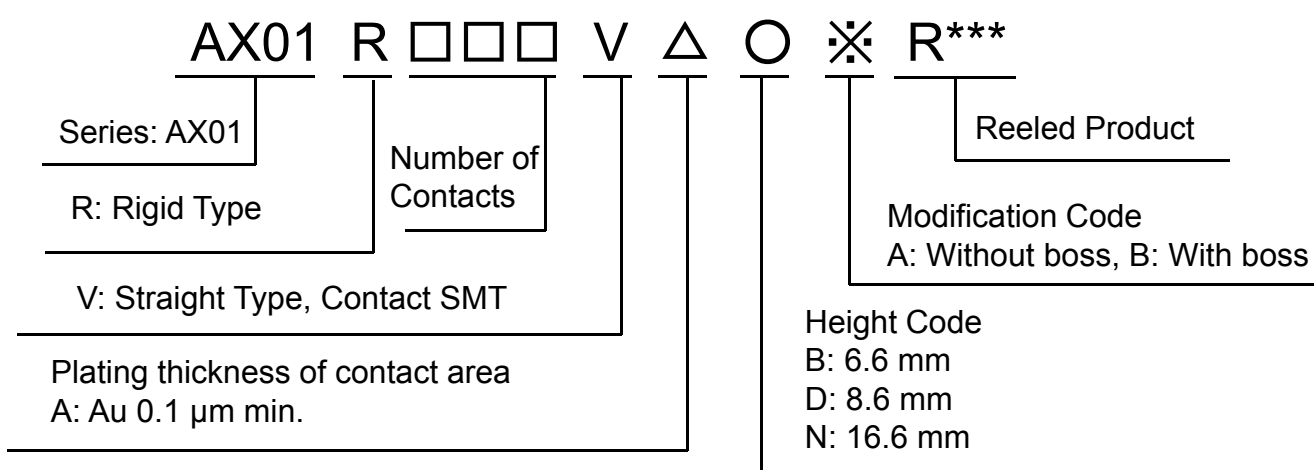 AX01 R □□□ V △ ○ ※ R***
Series: AX01
Reeled Product
Number of
Contacts
R: Rigid Type
Modification Code
A: Without boss, B: With boss
V: Straight Type, Contact SMT
Height Code
B: 6.6 mm
D: 8.6 mm
N: 16.6 mm
Plating thickness of contact area
A: Au 0.1 µm min.